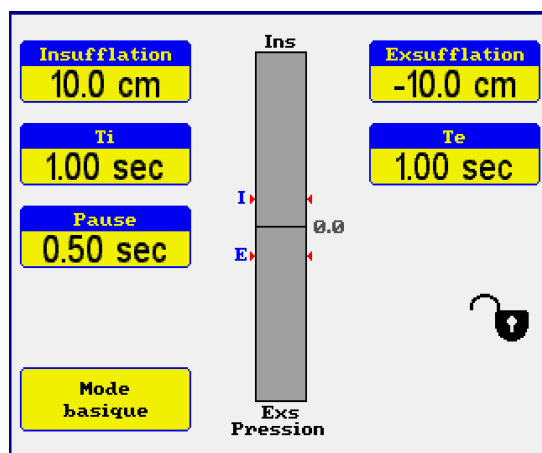 Ins
Insufflation
10.0 cm
Exsufflation
-10.0 cm
Ti
1.00 sec
Te
1.00 sec
I
Pause
0.50 sec
0.0
E
Mode
basique
Exs
Pression